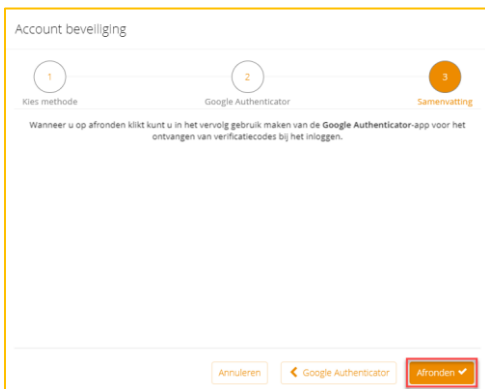 Account beveiliging
1
2
3
Kies methode
Google Authenticator
Samenvatting
Wanneer u op afronden klikt kunt u in het vervolg gebruik maken van de Google Authenticator-app voor het
ontvangen van verificatiecodes bij het inloggen.
Annuleren
Google Authenticator
Afronden